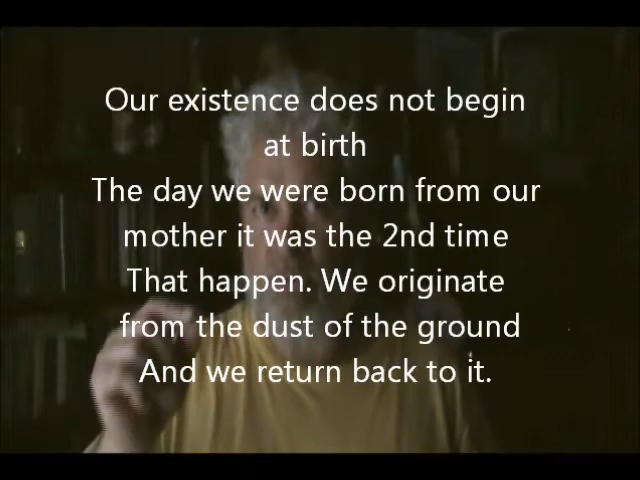 Our existence does not begin
at birth
The day we were born from our
mother it was the 2nd time
That happen. We originate
from the dust of the ground
And we return back to it.